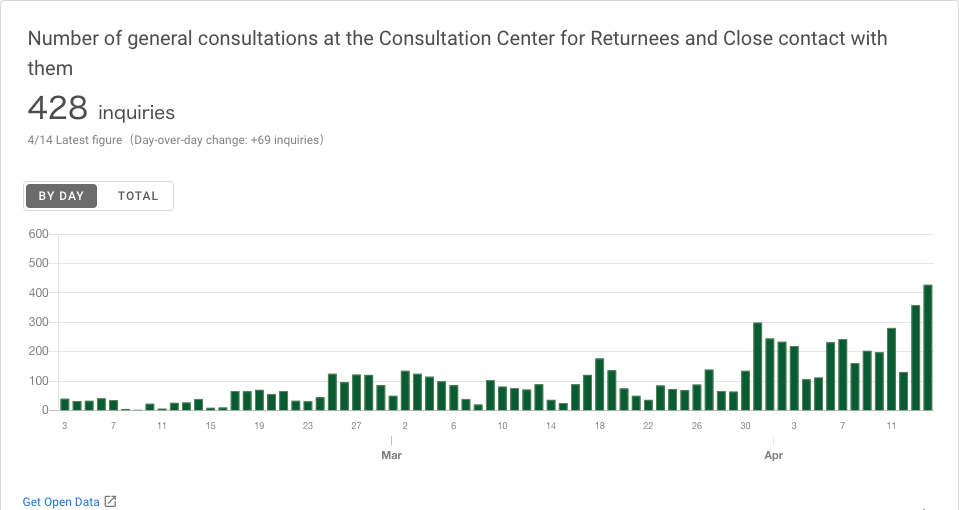 Number of general consultations at the Consultation Center for Returnees and Close contact with
them
428 inquiries
4/14 Latest figure（Day-over-day change: +69 inquiries）
BY DAY TOTAL
600
500
400
300
200
100
0
3 7 11 15 19 23 27 2 6 10 14 18 22 26 30 3 7 11
Mar Apr
Get Open Data